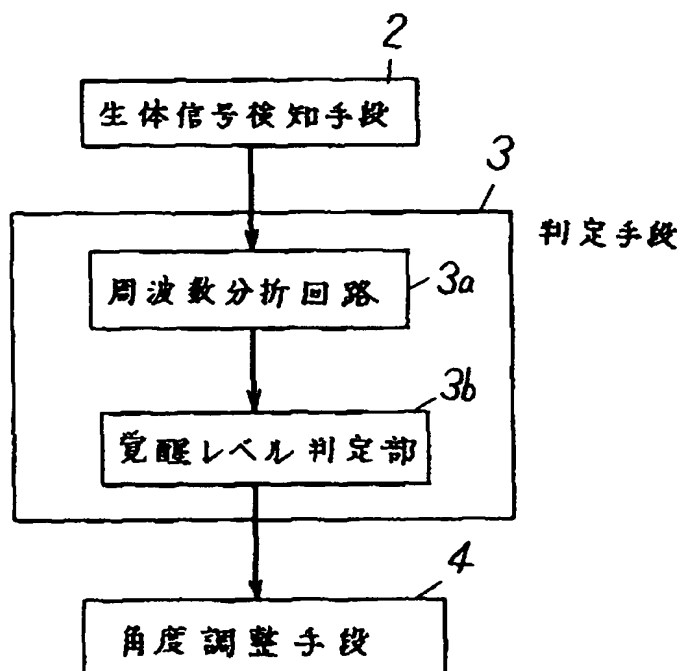 2
生体信号検知手段
3
判定手段
周波数分折回路
3a
3b
覚醒レベル判定部
4
角度調整手段